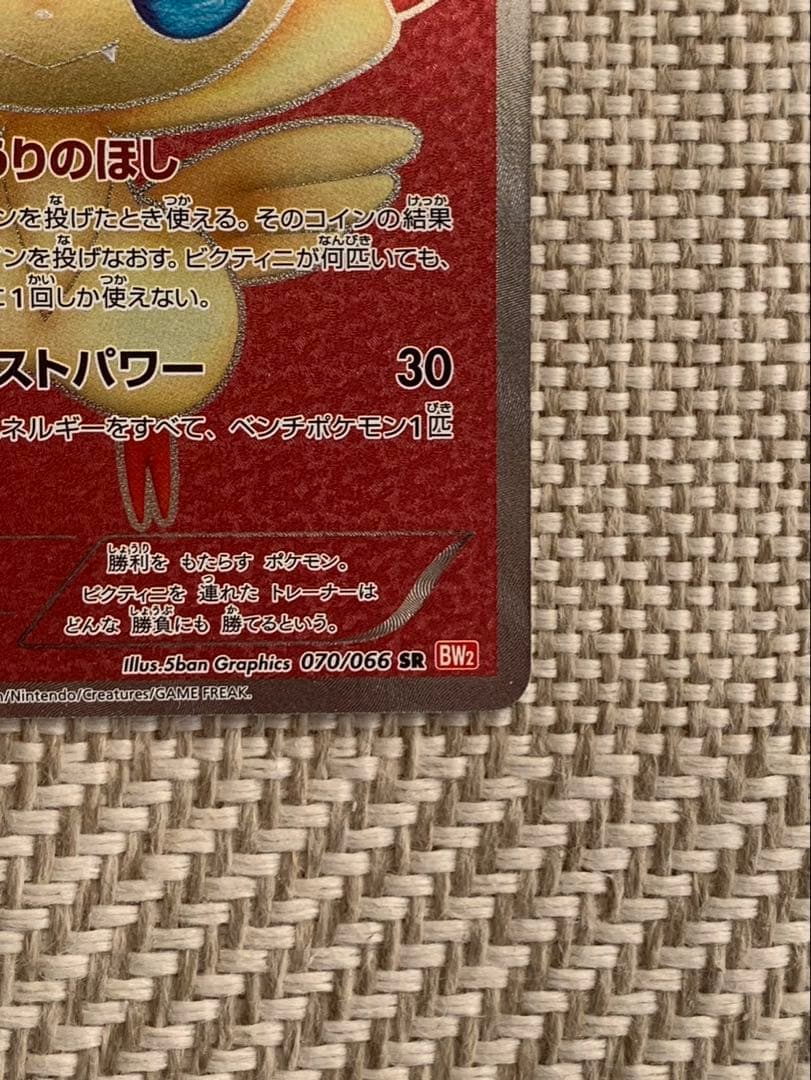 うりのほし
ンを投げたとき使える。そのコインの結果
ンを投げなおす。ビクティニが何匹いても、
に1回しか使えない。
ストパワー 30
ネルギーをすべて、ベンチポケモン1匹
勝利を もたらす ポケモン。
ビクティニを 連れた トレーナーは
どんな 勝負にも 勝てるという。
Illus.5ban Graphics 070/066 SR BW2
/Nintendo/Creatures/GAME FREAK.